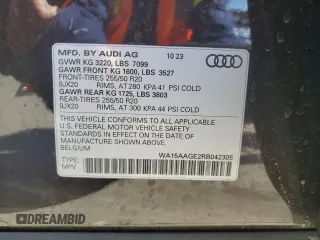 MFD. BY AUDI AG 10 23
GVWR KG 3220, LBS 7099
GAWR FRONT KG 1600, LBS 3527
FRONT-TIRES 255/50 R20
9JX20 RIMS, AT 280 KPA 41 PSI COLD
GAWR REAR KG 1725, LBS 3803
REAR-TIRES 255/50 R20
9JX20 RIMS, AT 300 KPA 44 PSI COLD
THIS VEHICLE CONFORMS TO ALL APPLICABLE
U.S. FEDERAL MOTOR VEHICLE SAFETY
STANDARDS IN EFFECT ON THE DATE OF
MANUFACTURE SHOWN ABOVE
BELGIUM
TYPE: WA15AAGE2RB042305
MPV
DREAMBID